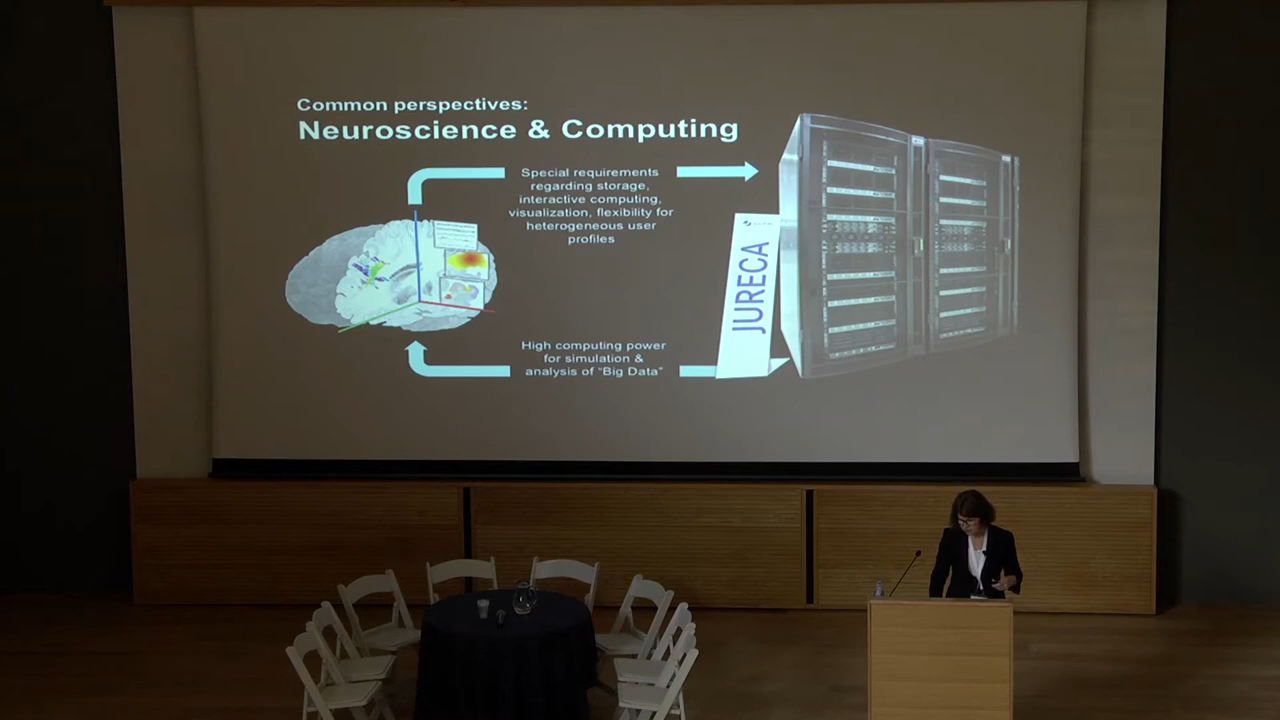 Common perspectives:
Neuroscience & Computing
Special requirements
regarding storage,
interactive computing,
visualization, flexibility for
heterogeneous user
profiles
JURECA
High computing power
for simulation &
analysis of "Big Data"